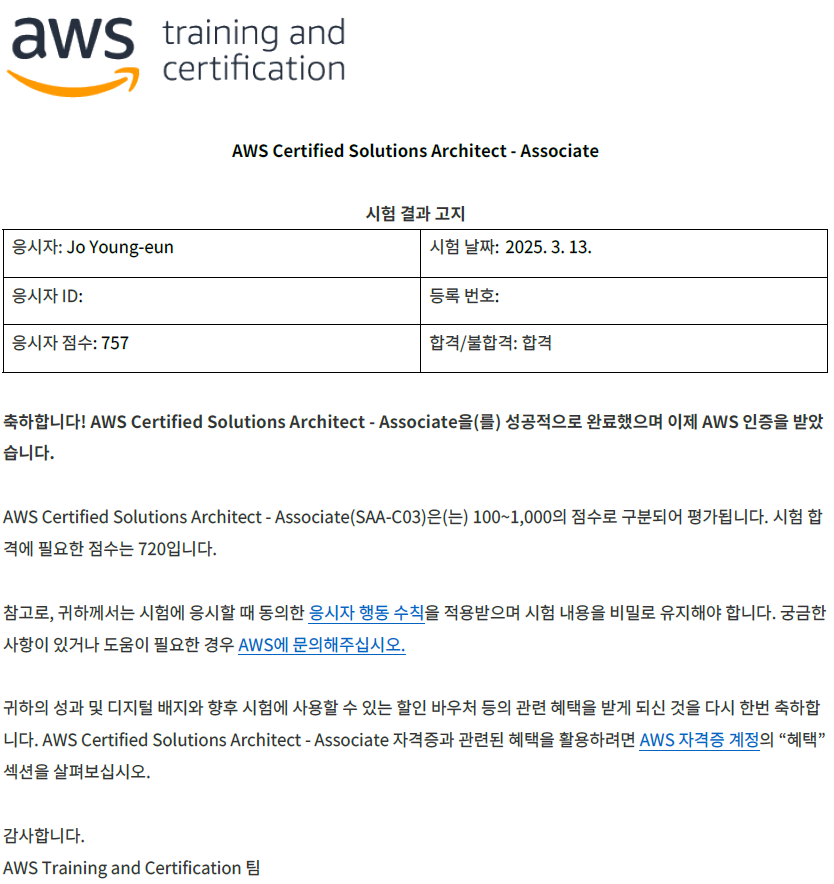 aws training and
certification
AWS Certified Solutions Architect - Associate
시험 결과 고지
응시자: Jo Young-eun
시험 날짜: 2025. 3. 13.
응시자 ID:
등록 번호:
응시자 점수: 757
합격/불합격: 합격
축하합니다! AWS Certified Solutions Architect - Associate을(를) 성공적으로 완료했으며 이제 AWS 인증을 받았
습니다.
AWS Certified Solutions Architect - Associate(SAA-C03)은(는) 100~1,000의 점수로 구분되어 평가됩니다. 시험 합
격에 필요한 점수는 720입니다.
참고로, 귀하께서는 시험에 응시할 때 동의한 응시자 행동 수칙을 적용받으며 시험 내용을 비밀로 유지해야 합니다. 궁금한
사항이 있거나 도움이 필요한 경우 AWS에 문의해주십시오.
귀하의 성과 및 디지털 배지와 향후 시험에 사용할 수 있는 할인 바우처 등의 관련 혜택을 받게 되신 것을 다시 한번 축하합
니다. AWS Certified Solutions Architect - Associate 자격증과 관련된 혜택을 활용하려면 AWS 자격증 계정의 “혜택”
섹션을 살펴보십시오.
감사합니다.
AWS Training and Certification 팀